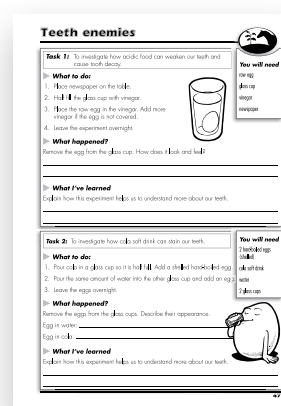 Teeth enemies
Task 1: To investigate how acidic food can weaken our teeth and
cause tooth decay.
What to do:
1. Place newspaper on the table.
2. Half fill the glass cup with vinegar.
3. Place the raw egg in the vinegar. Add more
vinegar if the egg is not covered.
4. Leave the experiment overnight.
What happened?
Remove the egg from the glass cup. How does it look and feel?
What I've learned
Explain how this experiment helps us to understand more about our teeth.
You will need
raw egg
glass cup
vinegar
newspaper
Task 2: To investigate how cola soft drink can stain our teeth.
What to do:
1. Pour cola in a glass cup so it is half full. Add a shelled hard-boiled egg.
2. Pour the same amount of water into the other glass cup and add an egg.
3. Leave the eggs overnight.
What happened?
Remove the eggs from the glass cups. Describe their appearance.
Egg in water:
Egg in cola:
What I've learned
Explain how this experiment helps us to understand more about our teeth.
You will need
2 hard-boiled eggs
(shelled)
cola soft drink
water
2 glass cups
47